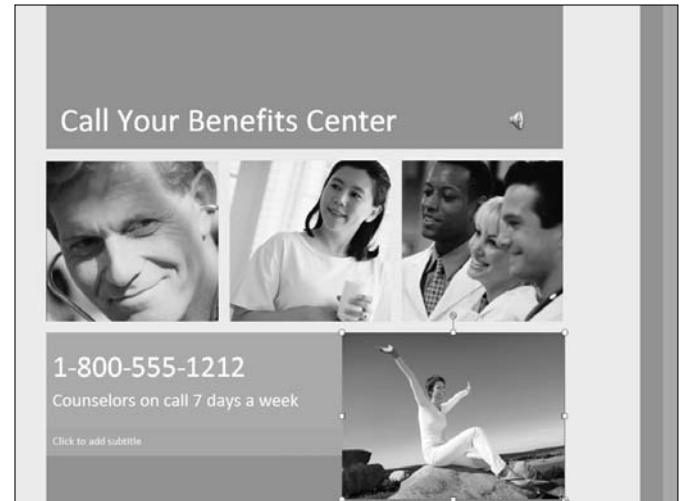 Call Your Benefits Center
1-800-555-1212
Counselors on call 7 days a week
Click to add subtitle